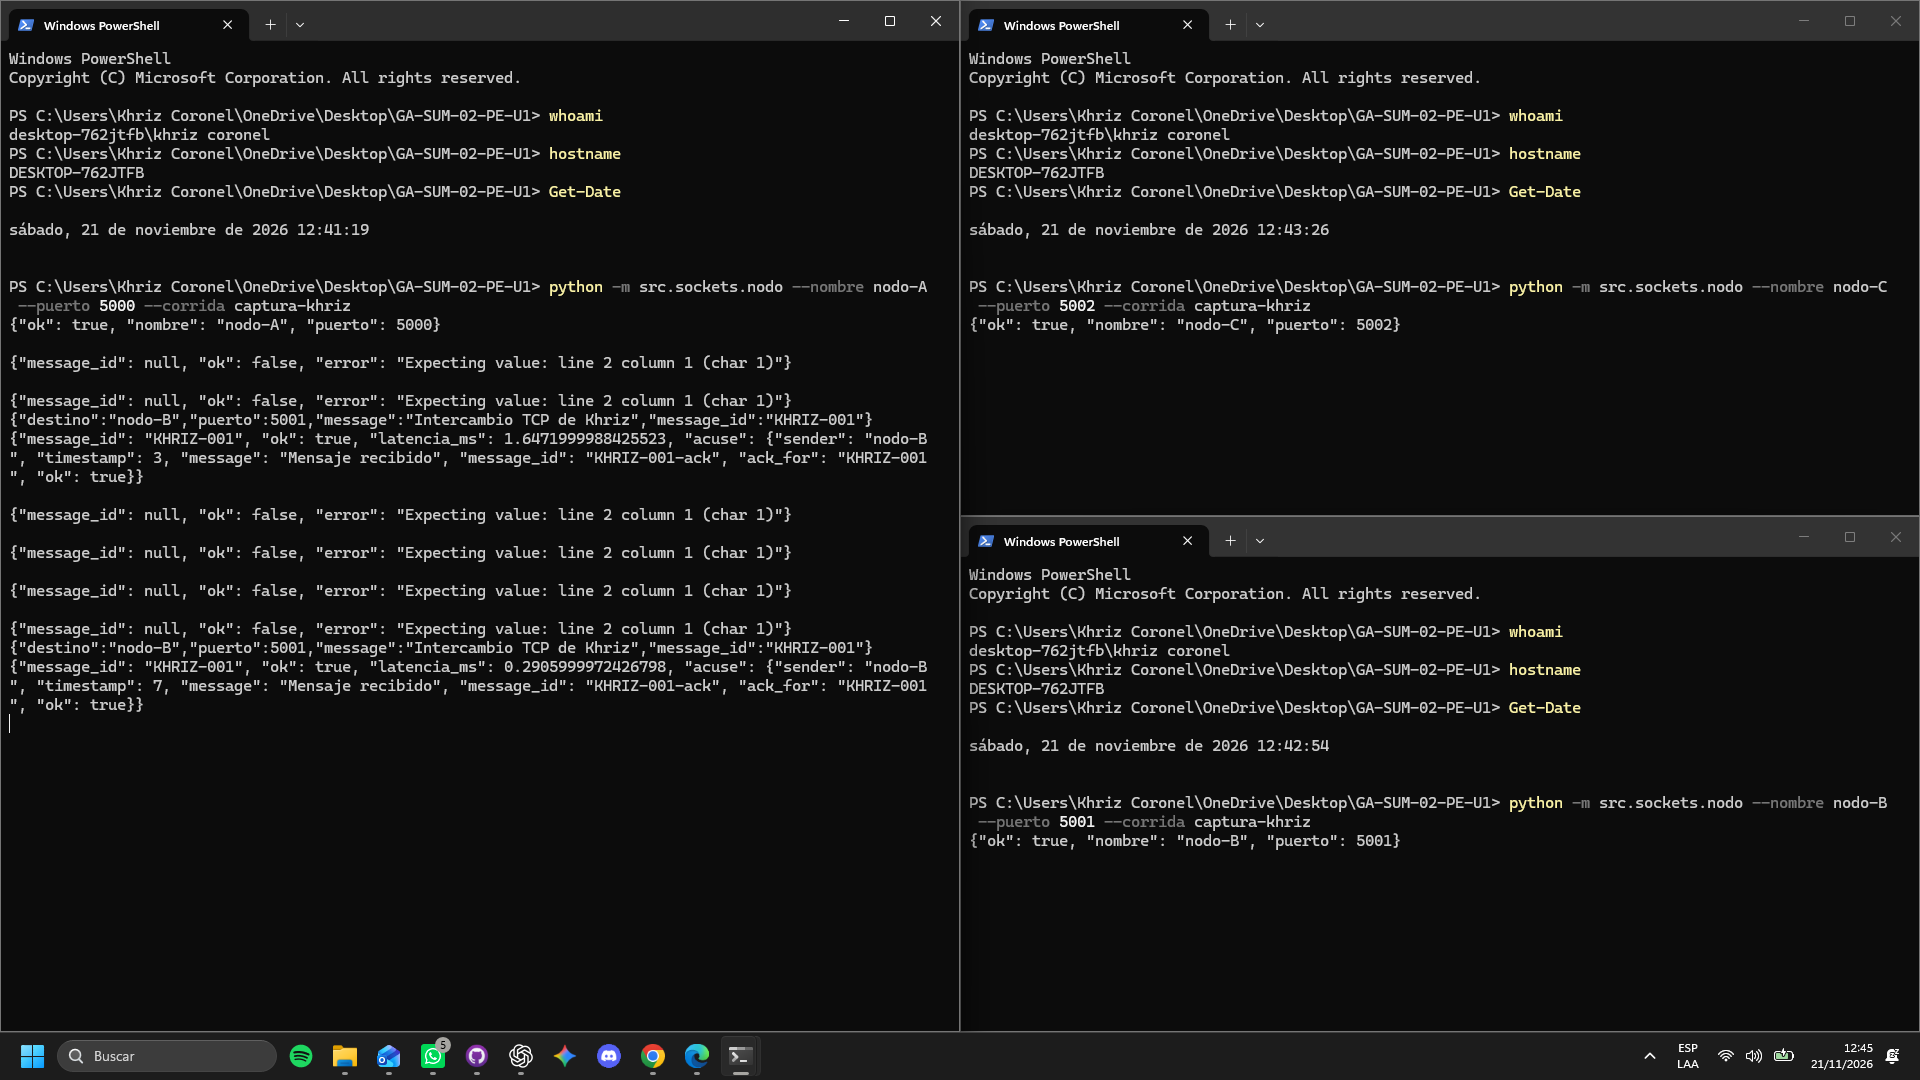 Windows PowerShell
Windows PowerShell
Copyright (C) Microsoft Corporation. All rights reserved.
PS C:\Users\Khriz Coronel\OneDrive\Desktop\GA-SUM-02-PE-U1> whoami
desktop-762jtfb\khriz coronel
PS C:\Users\Khriz Coronel\OneDrive\Desktop\GA-SUM-02-PE-U1> hostname
DESKTOP-762JTFB
PS C:\Users\Khriz Coronel\OneDrive\Desktop\GA-SUM-02-PE-U1> Get-Date
sábado, 21 de noviembre de 2026 12:41:19
PS C:\Users\Khriz Coronel\OneDrive\Desktop\GA-SUM-02-PE-U1> python -m src.sockets.nodo --nombre nodo-A
--puerto 5000 --corrida captura-khriz
{"ok": true, "nombre": "nodo-A", "puerto": 5000}
{"message_id": null, "ok": false, "error": "Expecting value: line 2 column 1 (char 1)"}
{"message_id": null, "ok": false, "error": "Expecting value: line 2 column 1 (char 1)"}
{"destino":"nodo-B","puerto":5001,"message":"Intercambio TCP de Khriz","message_id":"KHRIZ-001"}
{"message_id": "KHRIZ-001", "ok": true, "latencia_ms": 1.6471999988425523, "acuse": {"sender": "nodo-B
", "timestamp": 3, "message": "Mensaje recibido", "message_id": "KHRIZ-001-ack", "ack_for": "KHRIZ-001
", "ok": true}}
{"message_id": null, "ok": false, "error": "Expecting value: line 2 column 1 (char 1)"}
{"message_id": null, "ok": false, "error": "Expecting value: line 2 column 1 (char 1)"}
{"message_id": null, "ok": false, "error": "Expecting value: line 2 column 1 (char 1)"}
{"message_id": null, "ok": false, "error": "Expecting value: line 2 column 1 (char 1)"}
{"destino":"nodo-B","puerto":5001,"message":"Intercambio TCP de Khriz","message_id":"KHRIZ-001"}
{"message_id": "KHRIZ-001", "ok": true, "latencia_ms": 0.2905999972426798, "acuse": {"sender": "nodo-B
", "timestamp": 7, "message": "Mensaje recibido", "message_id": "KHRIZ-001-ack", "ack_for": "KHRIZ-001
", "ok": true}}
Windows PowerShell
Windows PowerShell
Copyright (C) Microsoft Corporation. All rights reserved.
PS C:\Users\Khriz Coronel\OneDrive\Desktop\GA-SUM-02-PE-U1> whoami
desktop-762jtfb\khriz coronel
PS C:\Users\Khriz Coronel\OneDrive\Desktop\GA-SUM-02-PE-U1> hostname
DESKTOP-762JTFB
PS C:\Users\Khriz Coronel\OneDrive\Desktop\GA-SUM-02-PE-U1> Get-Date
sábado, 21 de noviembre de 2026 12:43:26
PS C:\Users\Khriz Coronel\OneDrive\Desktop\GA-SUM-02-PE-U1> python -m src.sockets.nodo --nombre nodo-C
--puerto 5002 --corrida captura-khriz
{"ok": true, "nombre": "nodo-C", "puerto": 5002}
Windows PowerShell
Windows PowerShell
Copyright (C) Microsoft Corporation. All rights reserved.
PS C:\Users\Khriz Coronel\OneDrive\Desktop\GA-SUM-02-PE-U1> whoami
desktop-762jtfb\khriz coronel
PS C:\Users\Khriz Coronel\OneDrive\Desktop\GA-SUM-02-PE-U1> hostname
DESKTOP-762JTFB
PS C:\Users\Khriz Coronel\OneDrive\Desktop\GA-SUM-02-PE-U1> Get-Date
sábado, 21 de noviembre de 2026 12:42:54
PS C:\Users\Khriz Coronel\OneDrive\Desktop\GA-SUM-02-PE-U1> python -m src.sockets.nodo --nombre nodo-B
--puerto 5001 --corrida captura-khriz
{"ok": true, "nombre": "nodo-B", "puerto": 5001}
Buscar
5
ESP
LAA
12:45
21/11/2026